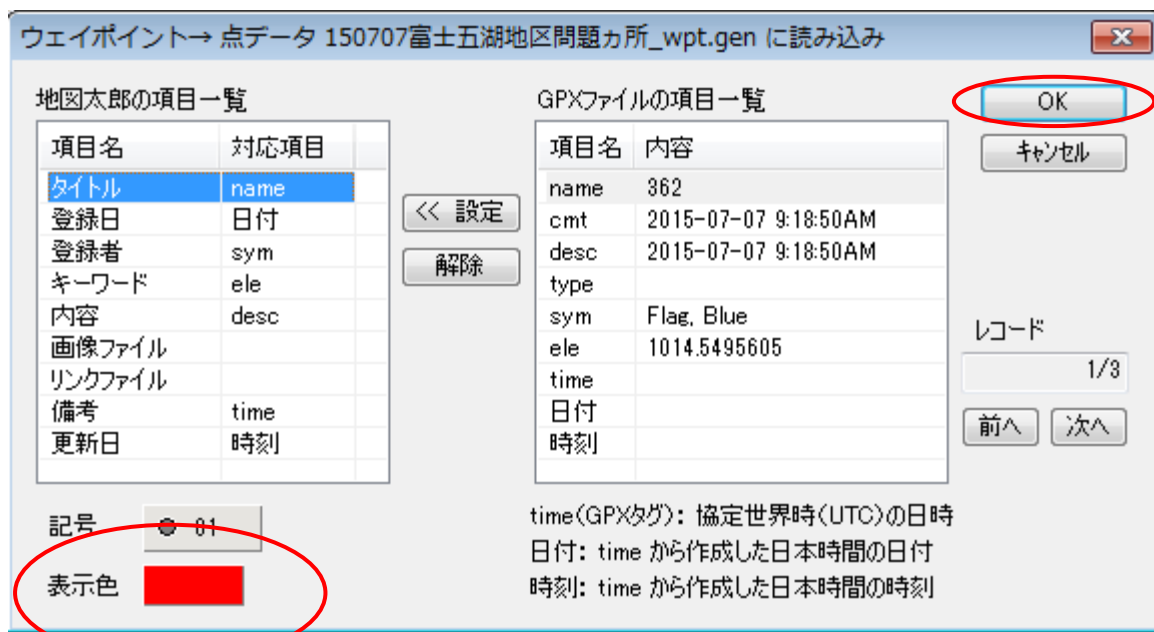 ウェイポイント→ 点データ 150707富士五湖地区問題ヵ所_wpt.gen に読み込み
地図太郎の項目一覧
項目名 対応項目
タイトル name
登録日 日付
登録者 sym
キーワード ele
内容 desc
画像ファイル
リンクファイル
備考 time
更新日 時刻
<< 設定
解除
GPXファイルの項目一覧
項目名 内容
name 362
cmt 2015-07-07 9:18:50AM
desc 2015-07-07 9:18:50AM
type
sym Flag, Blue
ele 1014.5495605
time
日付
時刻
OK
キャンセル
レコード
1/3
前へ 次へ
記号 ● 01
表示色
time(GPXタグ): 協定世界時(UTC)の日時
日付: time から作成した日本時間の日付
時刻: time から作成した日本時間の時刻